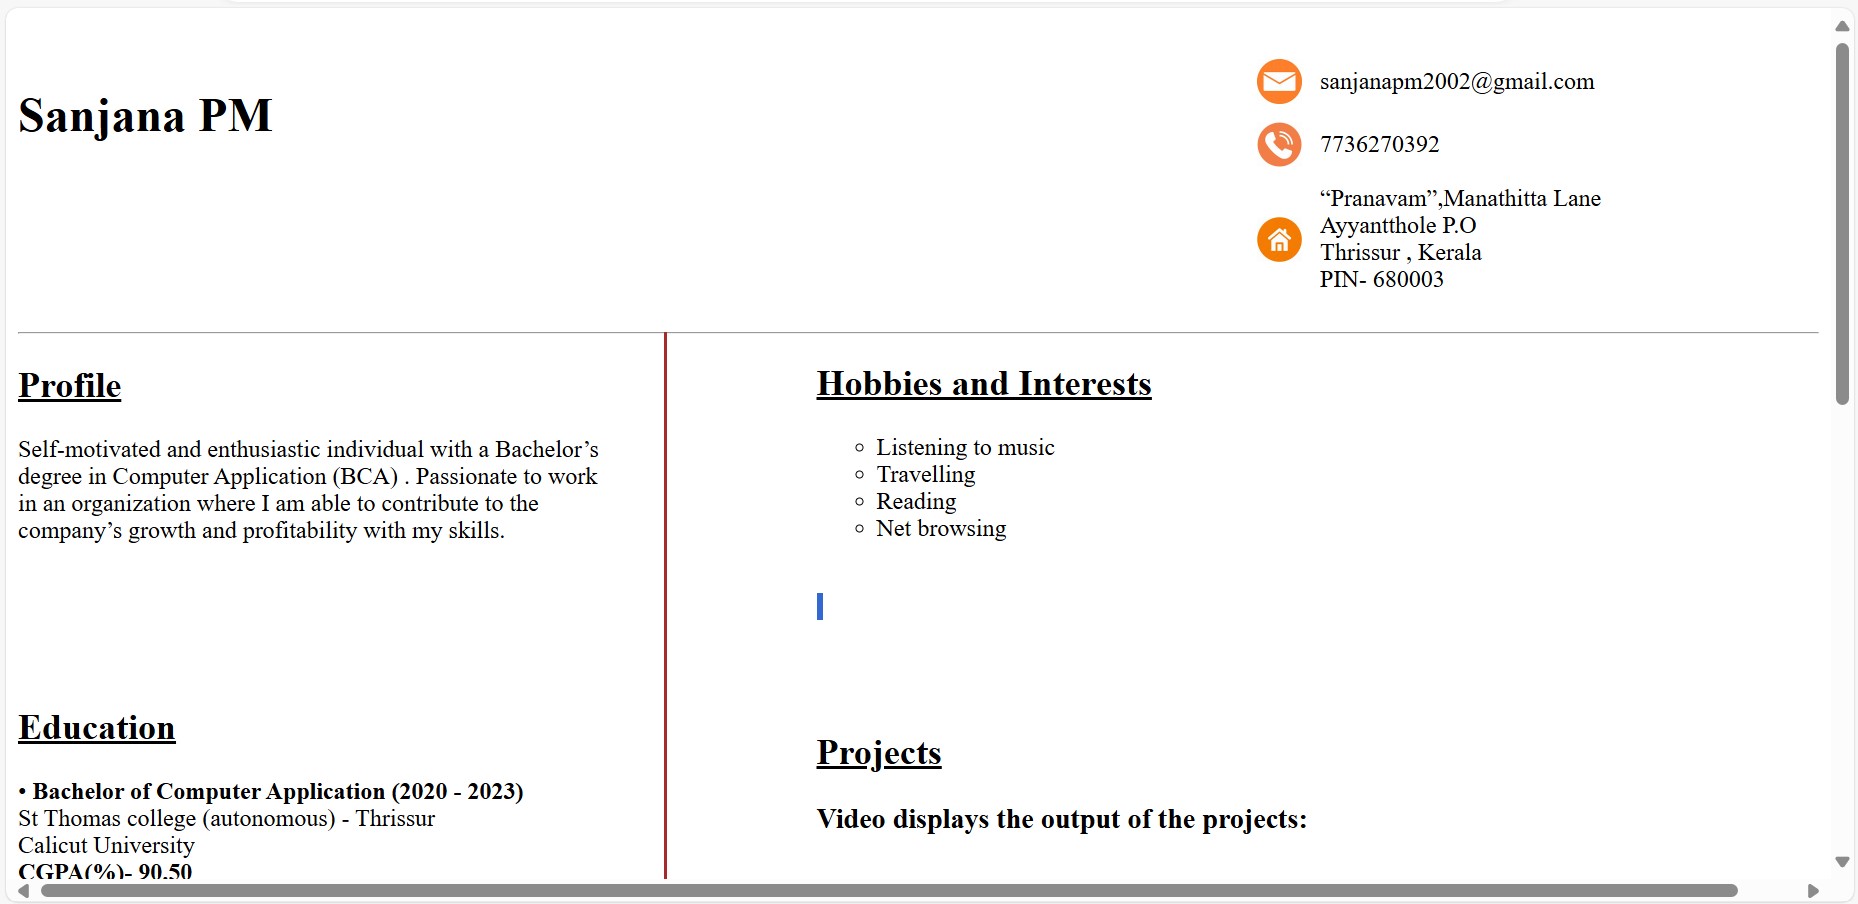 Sanjana PM
sanjanapm2002@gmail.com
7736270392
“Pranavam”,Manathitta Lane
Ayyantthole P.O
Thrissur , Kerala
PIN- 680003
Profile
Self-motivated and enthusiastic individual with a Bachelor’s
degree in Computer Application (BCA) . Passionate to work
in an organization where I am able to contribute to the
company’s growth and profitability with my skills.
Education
• Bachelor of Computer Application (2020 - 2023)
St Thomas college (autonomous) - Thrissur
Calicut University
CGPA(%)- 90.50
Hobbies and Interests
Listening to music
Travelling
Reading
Net browsing
Projects
Video displays the output of the projects: